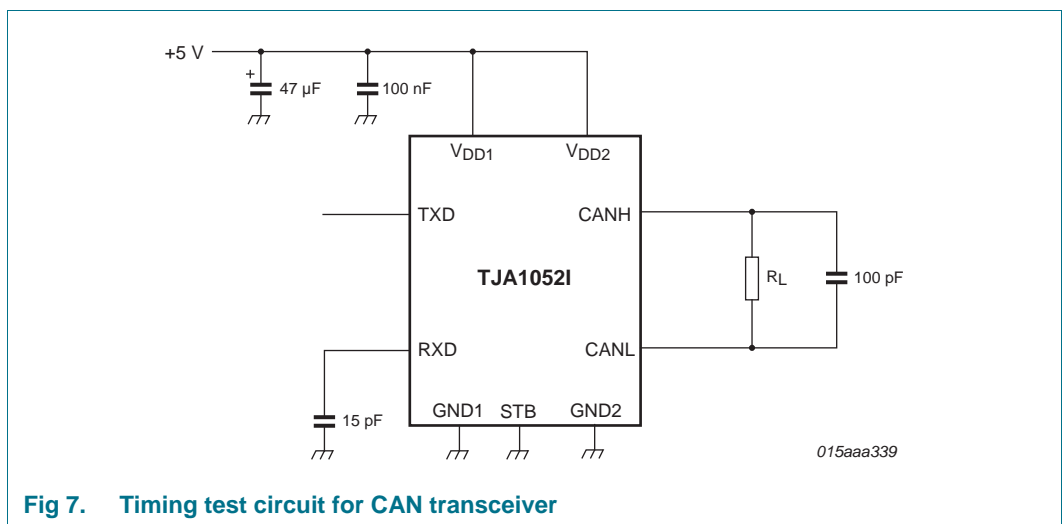 +5 V
+
47 µF
100 nF
VDD1
VDD2
TXD
CANH
TJA1052I
RL
100 pF
RXD
CANL
15 pF
GND1
STB
GND2
015aaa339
Fig 7. Timing test circuit for CAN transceiver